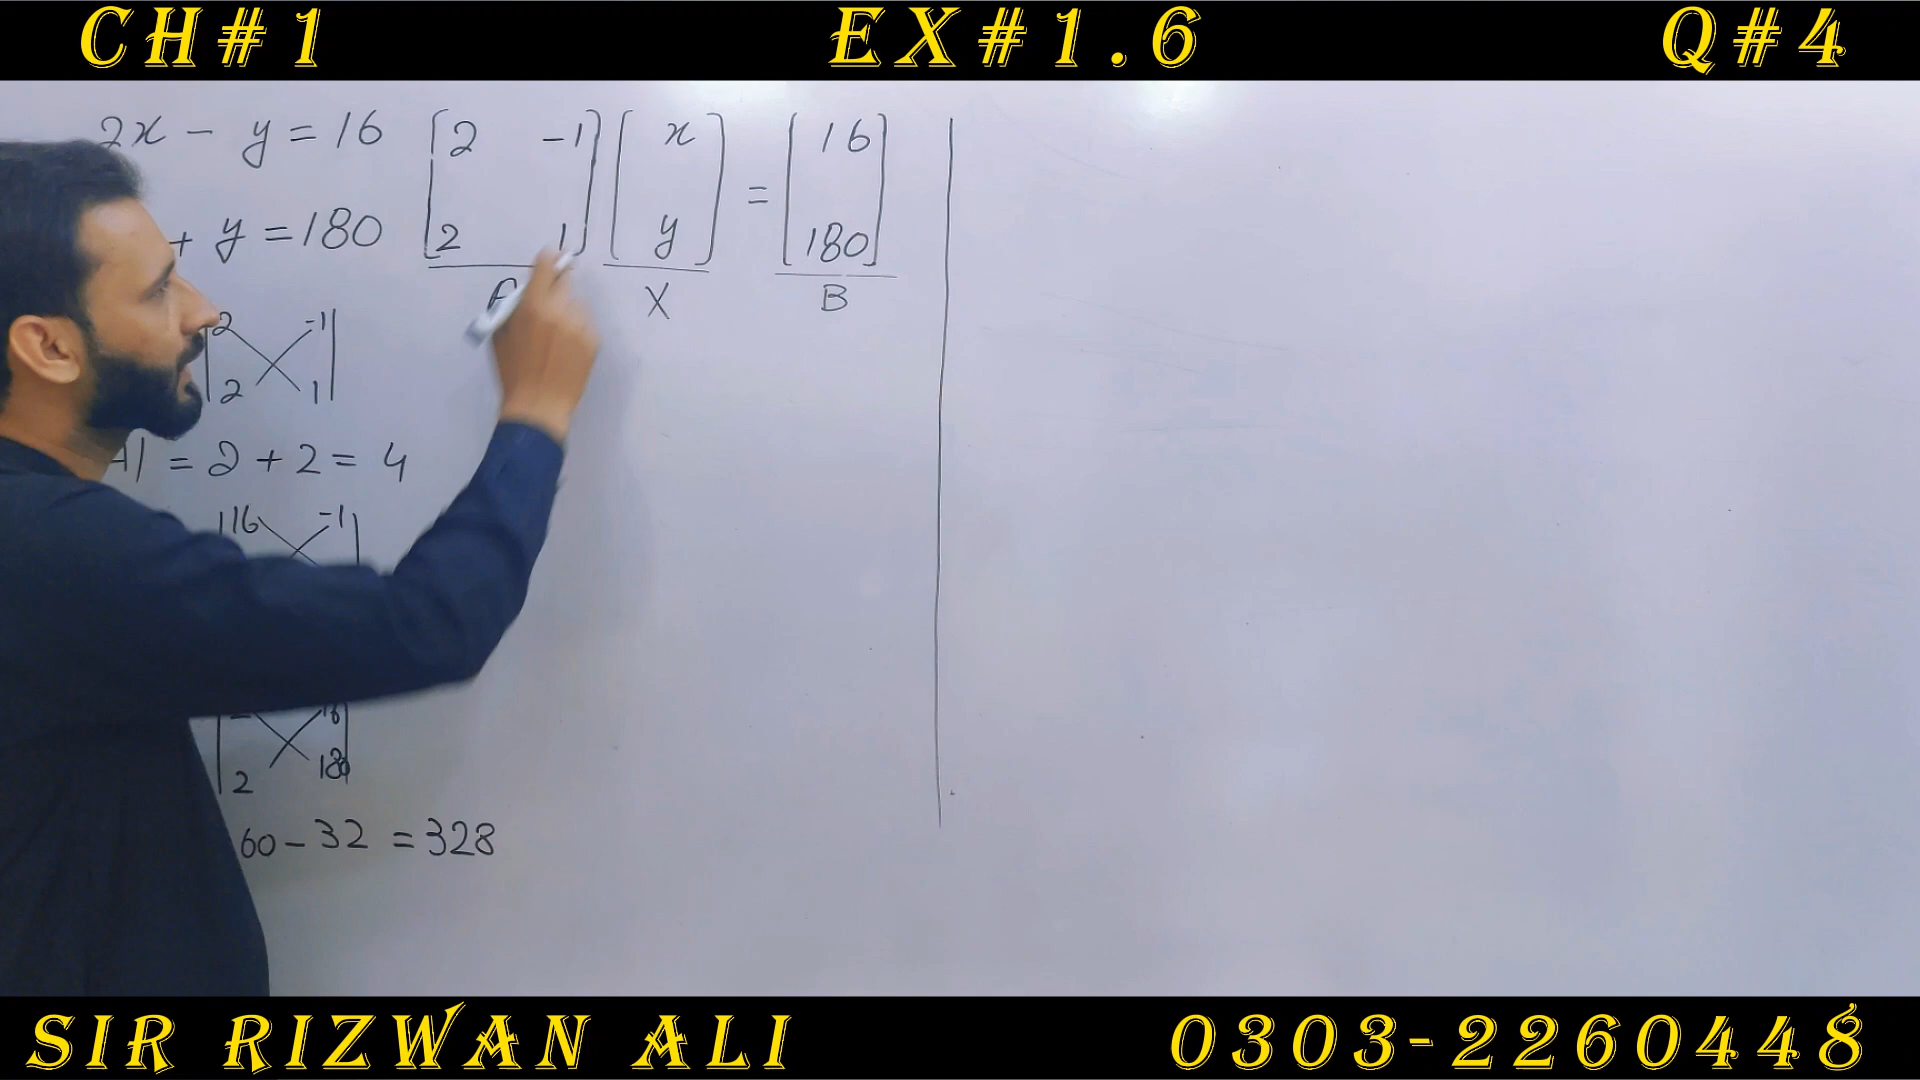 CH#1 EX#1.6 Q#4
2x - y = 16 [2 -1] [x] = [16]
+ y = 180 [2 1] [y] [180]
X B
|2 -1|
|2 1|
| = 2 + 2 = 4
|16 -1|
16|
|2 180|
60 - 32 = 328
SIR RIZWAN ALI 0303-2260448